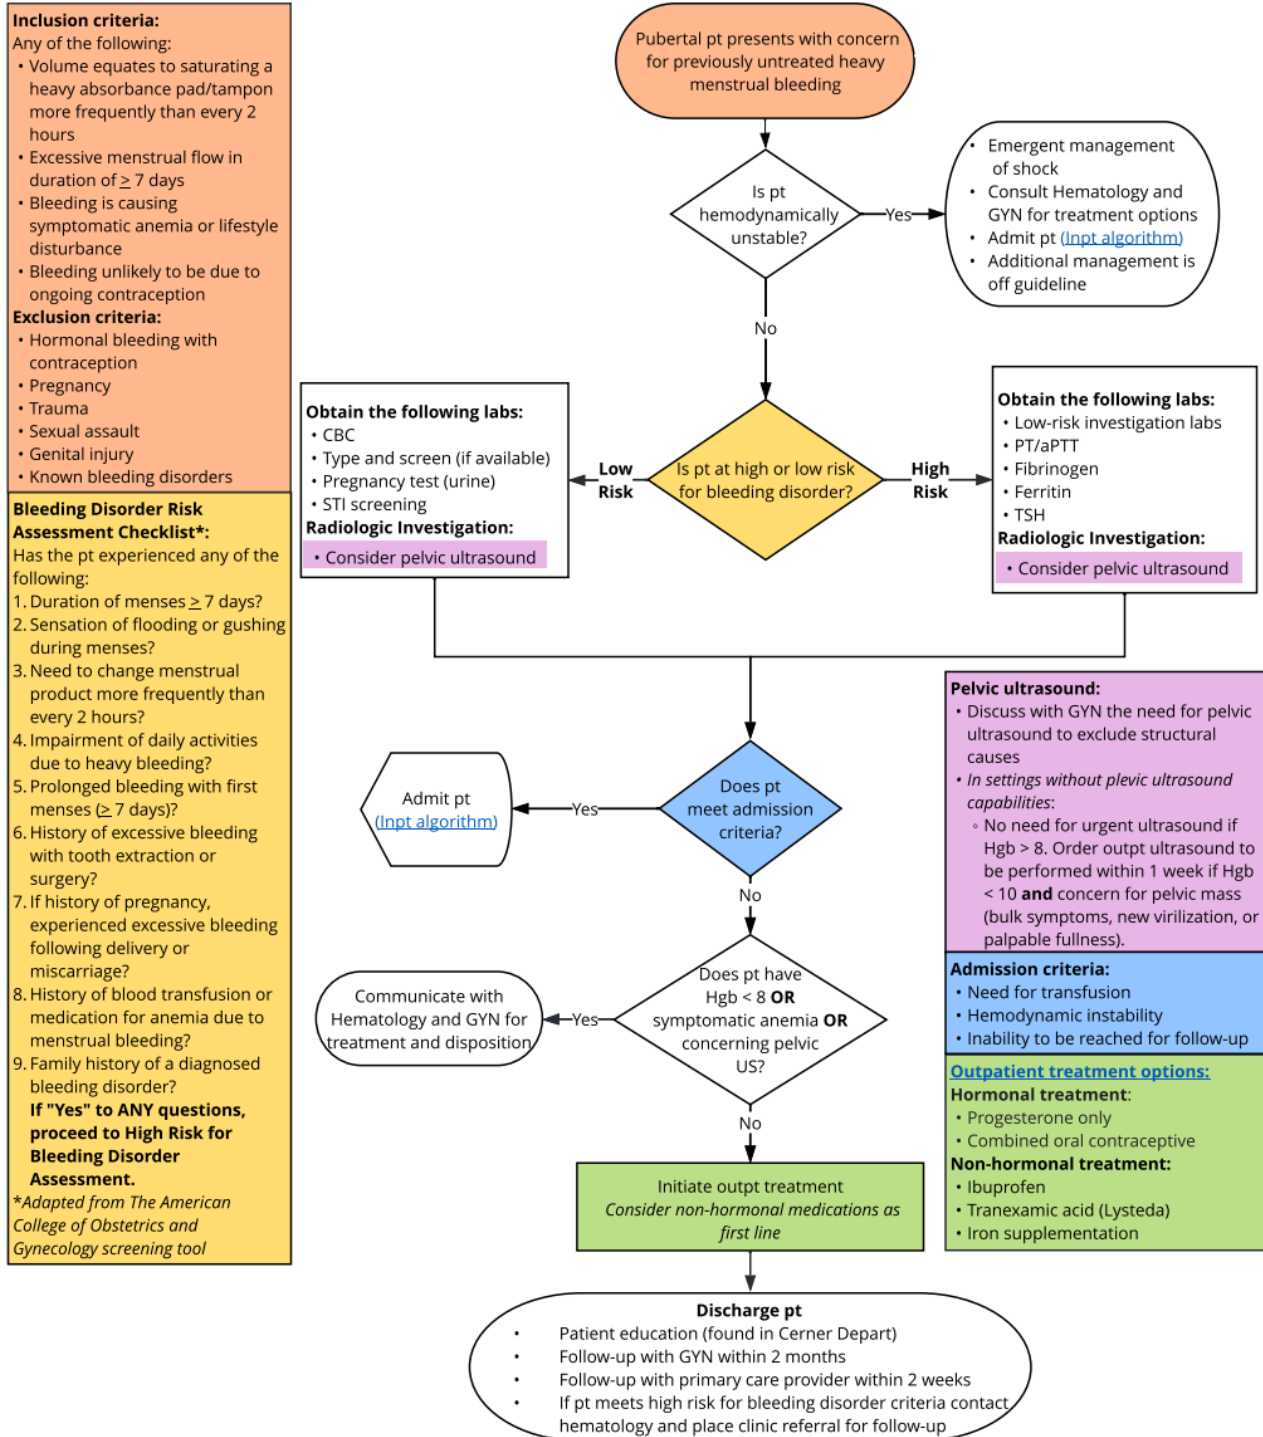 Inclusion criteria:
Any of the following:
• Volume equates to saturating a
heavy absorbance pad/tampon
more frequently than every 2
hours
• Excessive menstrual flow in
duration of ≥ 7 days
• Bleeding is causing
symptomatic anemia or lifestyle
disturbance
• Bleeding unlikely to be due to
ongoing contraception
Exclusion criteria:
• Hormonal bleeding with
contraception
• Pregnancy
• Trauma
• Sexual assault
• Genital injury
• Known bleeding disorders
Bleeding Disorder Risk
Assessment Checklist*:
Has the pt experienced any of the
following:
1. Duration of menses ≥ 7 days?
2. Sensation of flooding or gushing
during menses?
3. Need to change menstrual
product more frequently than
every 2 hours?
4. Impairment of daily activities
due to heavy bleeding?
5. Prolonged bleeding with first
menses (≥ 7 days)?
6. History of excessive bleeding
with tooth extraction or
surgery?
7. If history of pregnancy,
experienced excessive bleeding
following delivery or
miscarriage?
8. History of blood transfusion or
medication for anemia due to
menstrual bleeding?
9. Family history of a diagnosed
bleeding disorder?
If "Yes" to ANY questions,
proceed to High Risk for
Bleeding Disorder
Assessment.
*Adapted from The American
College of Obstetrics and
Gynecology screening tool
Pubertal pt presents with concern
for previously untreated heavy
menstrual bleeding
Is pt
hemodynamically
unstable?
Yes
• Emergent management
of shock
• Consult Hematology and
GYN for treatment options
• Admit pt (Inpt algorithm)
• Additional management is
off guideline
No
Is pt at high or low risk
for bleeding disorder?
Low
Risk
Obtain the following labs:
• CBC
• Type and screen (if available)
• Pregnancy test (urine)
• STI screening
Radiologic Investigation:
• Consider pelvic ultrasound
High
Risk
Obtain the following labs:
• Low-risk investigation labs
• PT/aPTT
• Fibrinogen
• Ferritin
• TSH
Radiologic Investigation:
• Consider pelvic ultrasound
Does pt
meet admission
criteria?
Yes
Admit pt
(Inpt algorithm)
No
Does pt have
Hgb < 8 OR
symptomatic anemia OR
concerning pelvic
US?
Yes
Communicate with
Hematology and GYN for
treatment and disposition
No
Initiate outpt treatment
Consider non-hormonal medications as
first line
Discharge pt
• Patient education (found in Cerner Depart)
• Follow-up with GYN within 2 months
• Follow-up with primary care provider within 2 weeks
• If pt meets high risk for bleeding disorder criteria contact
hematology and place clinic referral for follow-up
Pelvic ultrasound:
• Discuss with GYN the need for pelvic
ultrasound to exclude structural
causes
• In settings without plevic ultrasound
capabilities:
◦ No need for urgent ultrasound if
Hgb > 8. Order outpt ultrasound to
be performed within 1 week if Hgb
< 10 and concern for pelvic mass
(bulk symptoms, new virilization, or
palpable fullness).
Admission criteria:
• Need for transfusion
• Hemodynamic instability
• Inability to be reached for follow-up
Outpatient treatment options:
Hormonal treatment:
• Progesterone only
• Combined oral contraceptive
Non-hormonal treatment:
• Ibuprofen
• Tranexamic acid (Lysteda)
• Iron supplementation